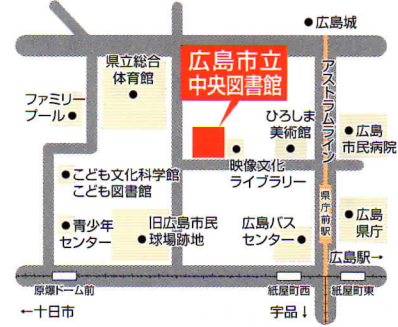 広島城
県立総合
体育館
広島市立
中央図書館
アストラムライン
ファミリー
プール
ひろしま
美術館
広島
市民病院
映像文化
ライブラリー
こども文化科学館
こども図書館
県庁前駅
青少年
センター
旧広島市民
球場跡地
広島バス
センター
広島
県庁
広島駅→
原爆ドーム前
紙屋町西
紙屋町東
←十日市
宇品↓